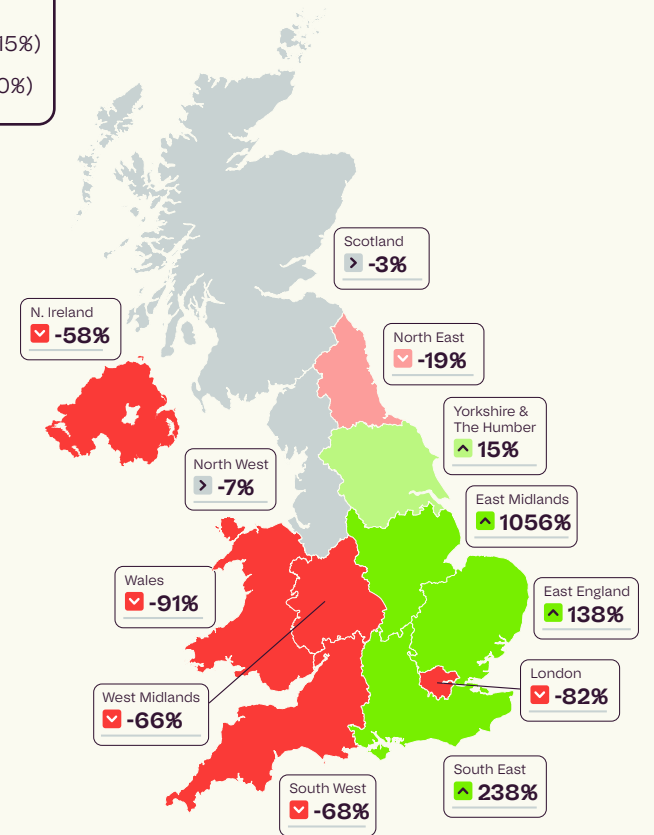 15%)
0%)
Scotland
-3%
N. Ireland
-58%
North East
-19%
Yorkshire &
The Humber
15%
North West
-7%
East Midlands
1056%
Wales
-91%
East England
138%
London
-82%
West Midlands
-66%
South East
238%
South West
-68%